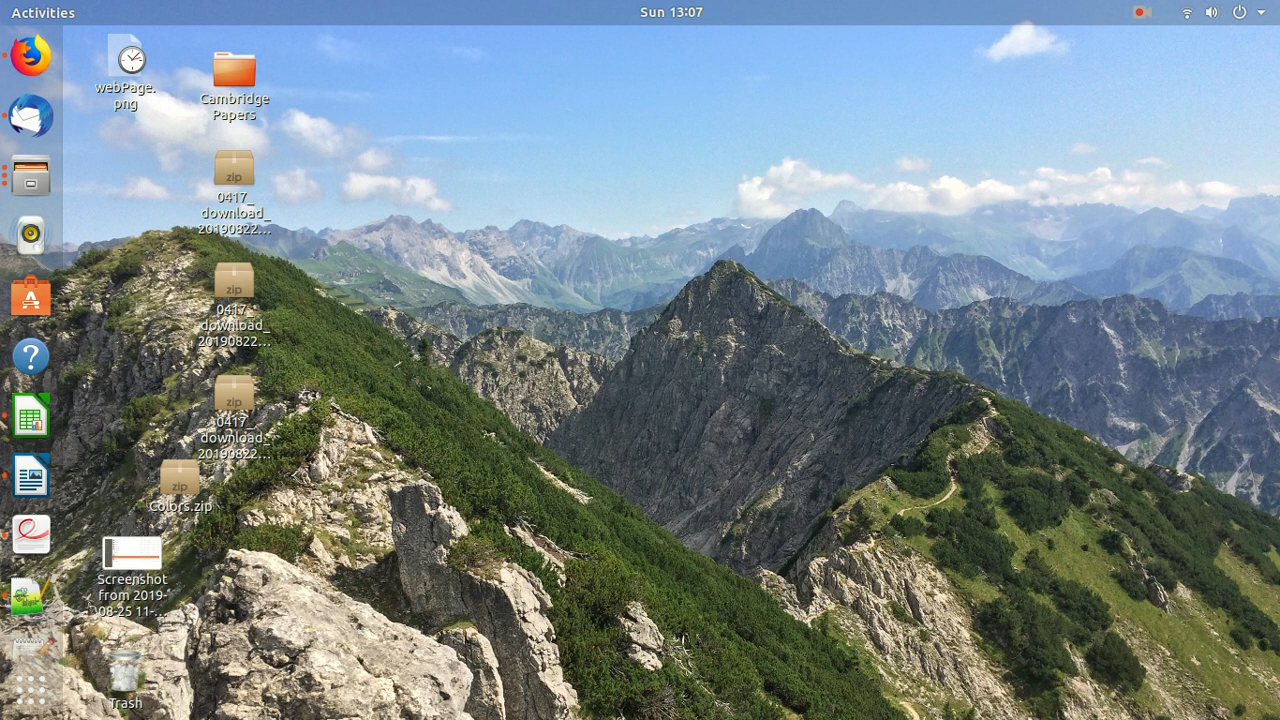 Activities
Sun 13:07
webPage.
png
Cambridge
Papers
zip
0417_
download_
20190822...
zip
0417_
download_
20190822...
zip
0417_
download_
20190822...
zip
Colors.zip
Screenshot
from 2019-
08-25 11-...
Trash